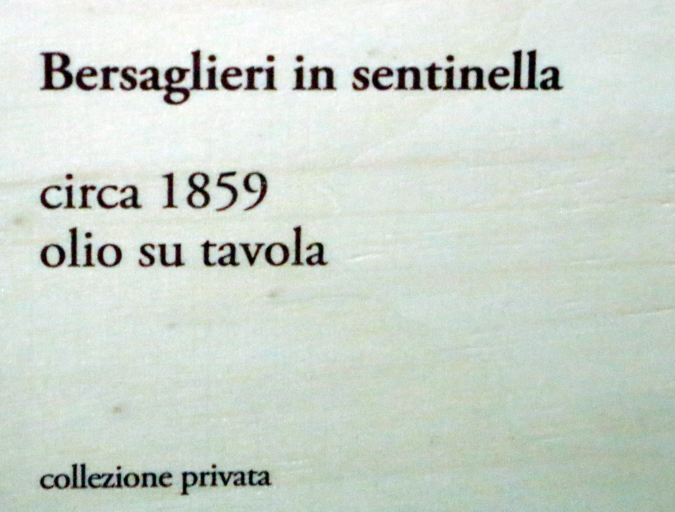 Bersaglieri in sentinella
circa 1859
olio su tavola
collezione privata